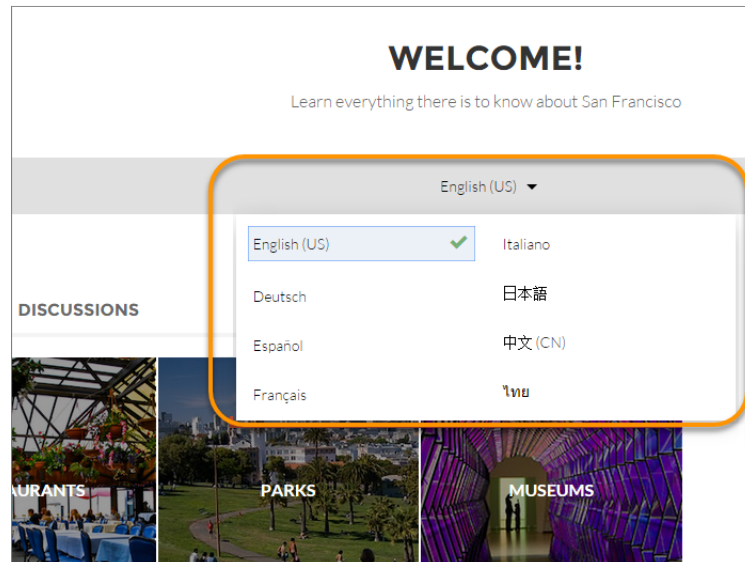 WELCOME!
Learn everything there is to know about San Francisco
English (US)
English (US)
Italiano
Deutsch
日本語
Español
中文 (CN)
Français
ไทย
DISCUSSIONS
URANTS
PARKS
MUSEUMS